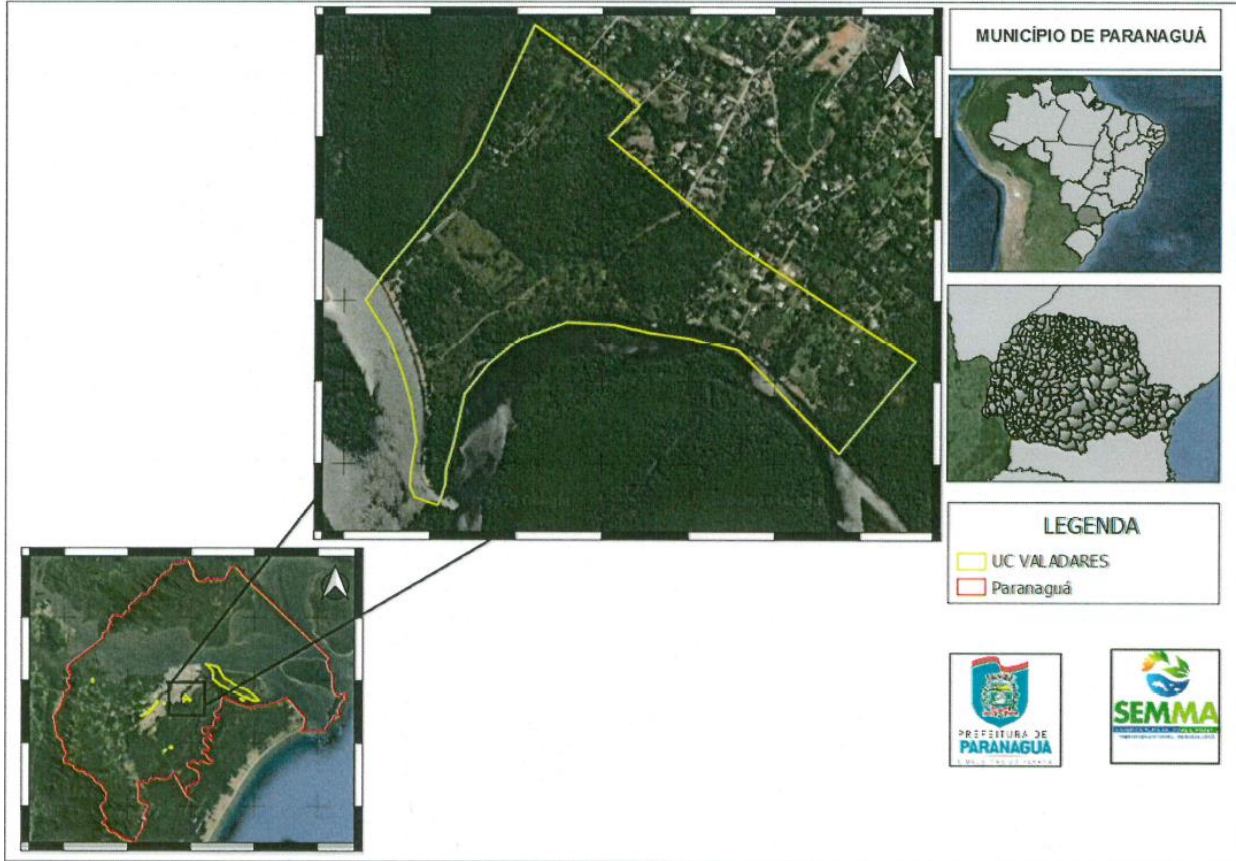 MUNICÍPIO DE PARANAGUÁ
LEGENDA
UC VALADARES
Paranaguá
PREFEITURA DE
PARANAGUÁ
SEMMA